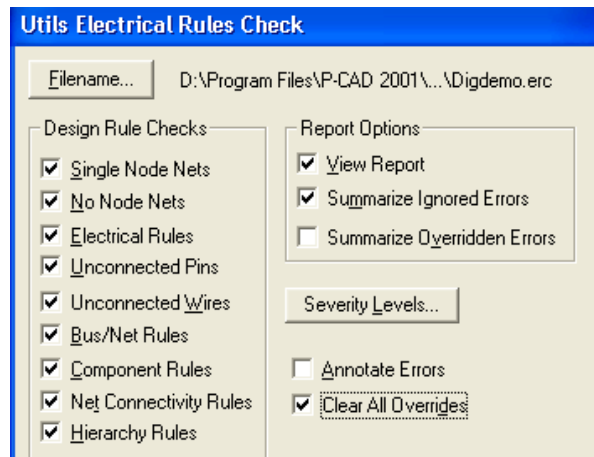 Utils Electrical Rules Check
Filename... D:\Program Files\P-CAD 2001\...\Digdemo.erc
Design Rule Checks
Single Node Nets
No Node Nets
Electrical Rules
Unconnected Pins
Unconnected Wires
Bus/Net Rules
Component Rules
Net Connectivity Rules
Hierarchy Rules
Report Options
View Report
Summarize Ignored Errors
Summarize Overridden Errors
Severity Levels...
Annotate Errors
Clear All Overrides